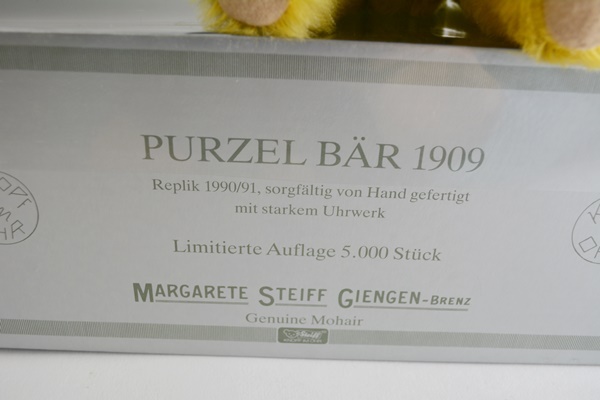 PURZEL BÄR 1909
Replik 1990/91, sorgfältig von Hand gefertigt
mit starkem Uhrwerk
Limitierte Auflage 5.000 Stück
MARGARETE STEIFF GIENGEN-BRENZ
Genuine Mohair
Steiff